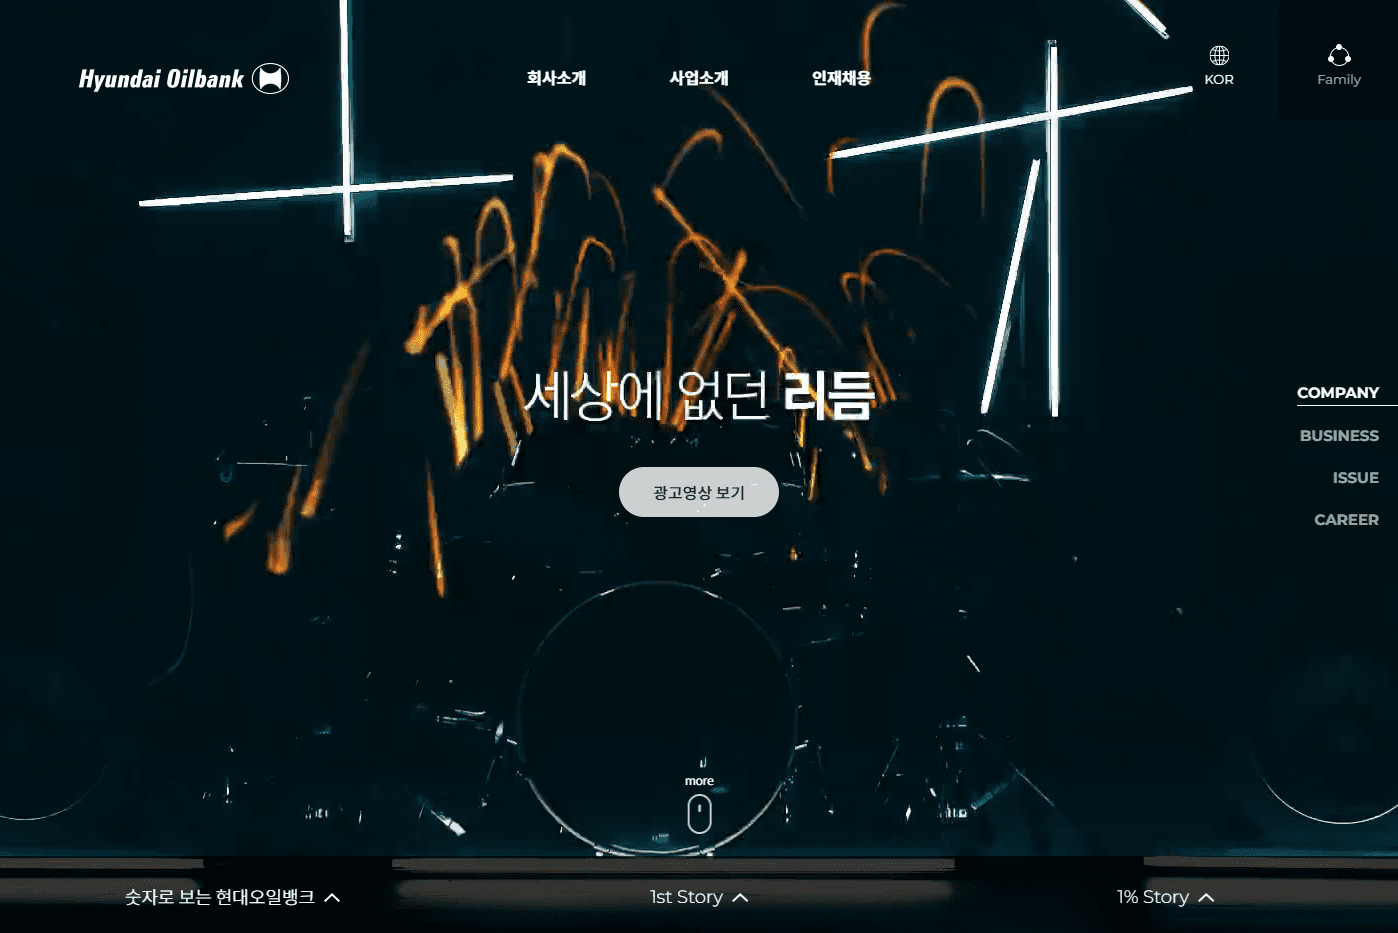 Hyundai Oilbank
회사소개
사업소개
인재채용
KOR
Family
세상에 없던 리듬
광고영상 보기
COMPANY
BUSINESS
ISSUE
CAREER
more
숫자로 보는 현대오일뱅크
1st Story
1% Story